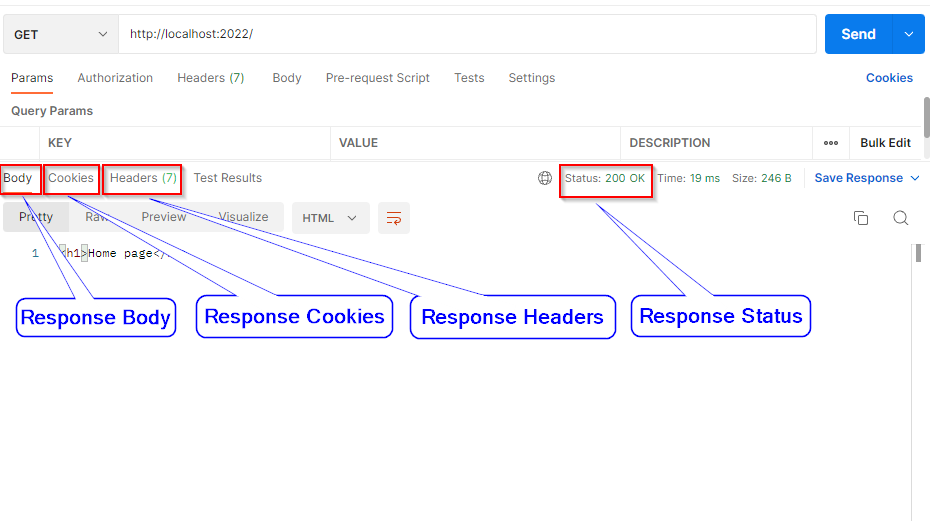 GET http://localhost:2022/ Send
Params Authorization Headers (7) Body Pre-request Script Tests Settings Cookies
Query Params
KEY VALUE DESCRIPTION Bulk Edit
Body Cookies Headers (7) Test Results Status: 200 OK Time: 19 ms Size: 246 B Save Response
Pretty Raw Preview Visualize HTML
1 <h1>Home page</
Response Body Response Cookies Response Headers Response Status